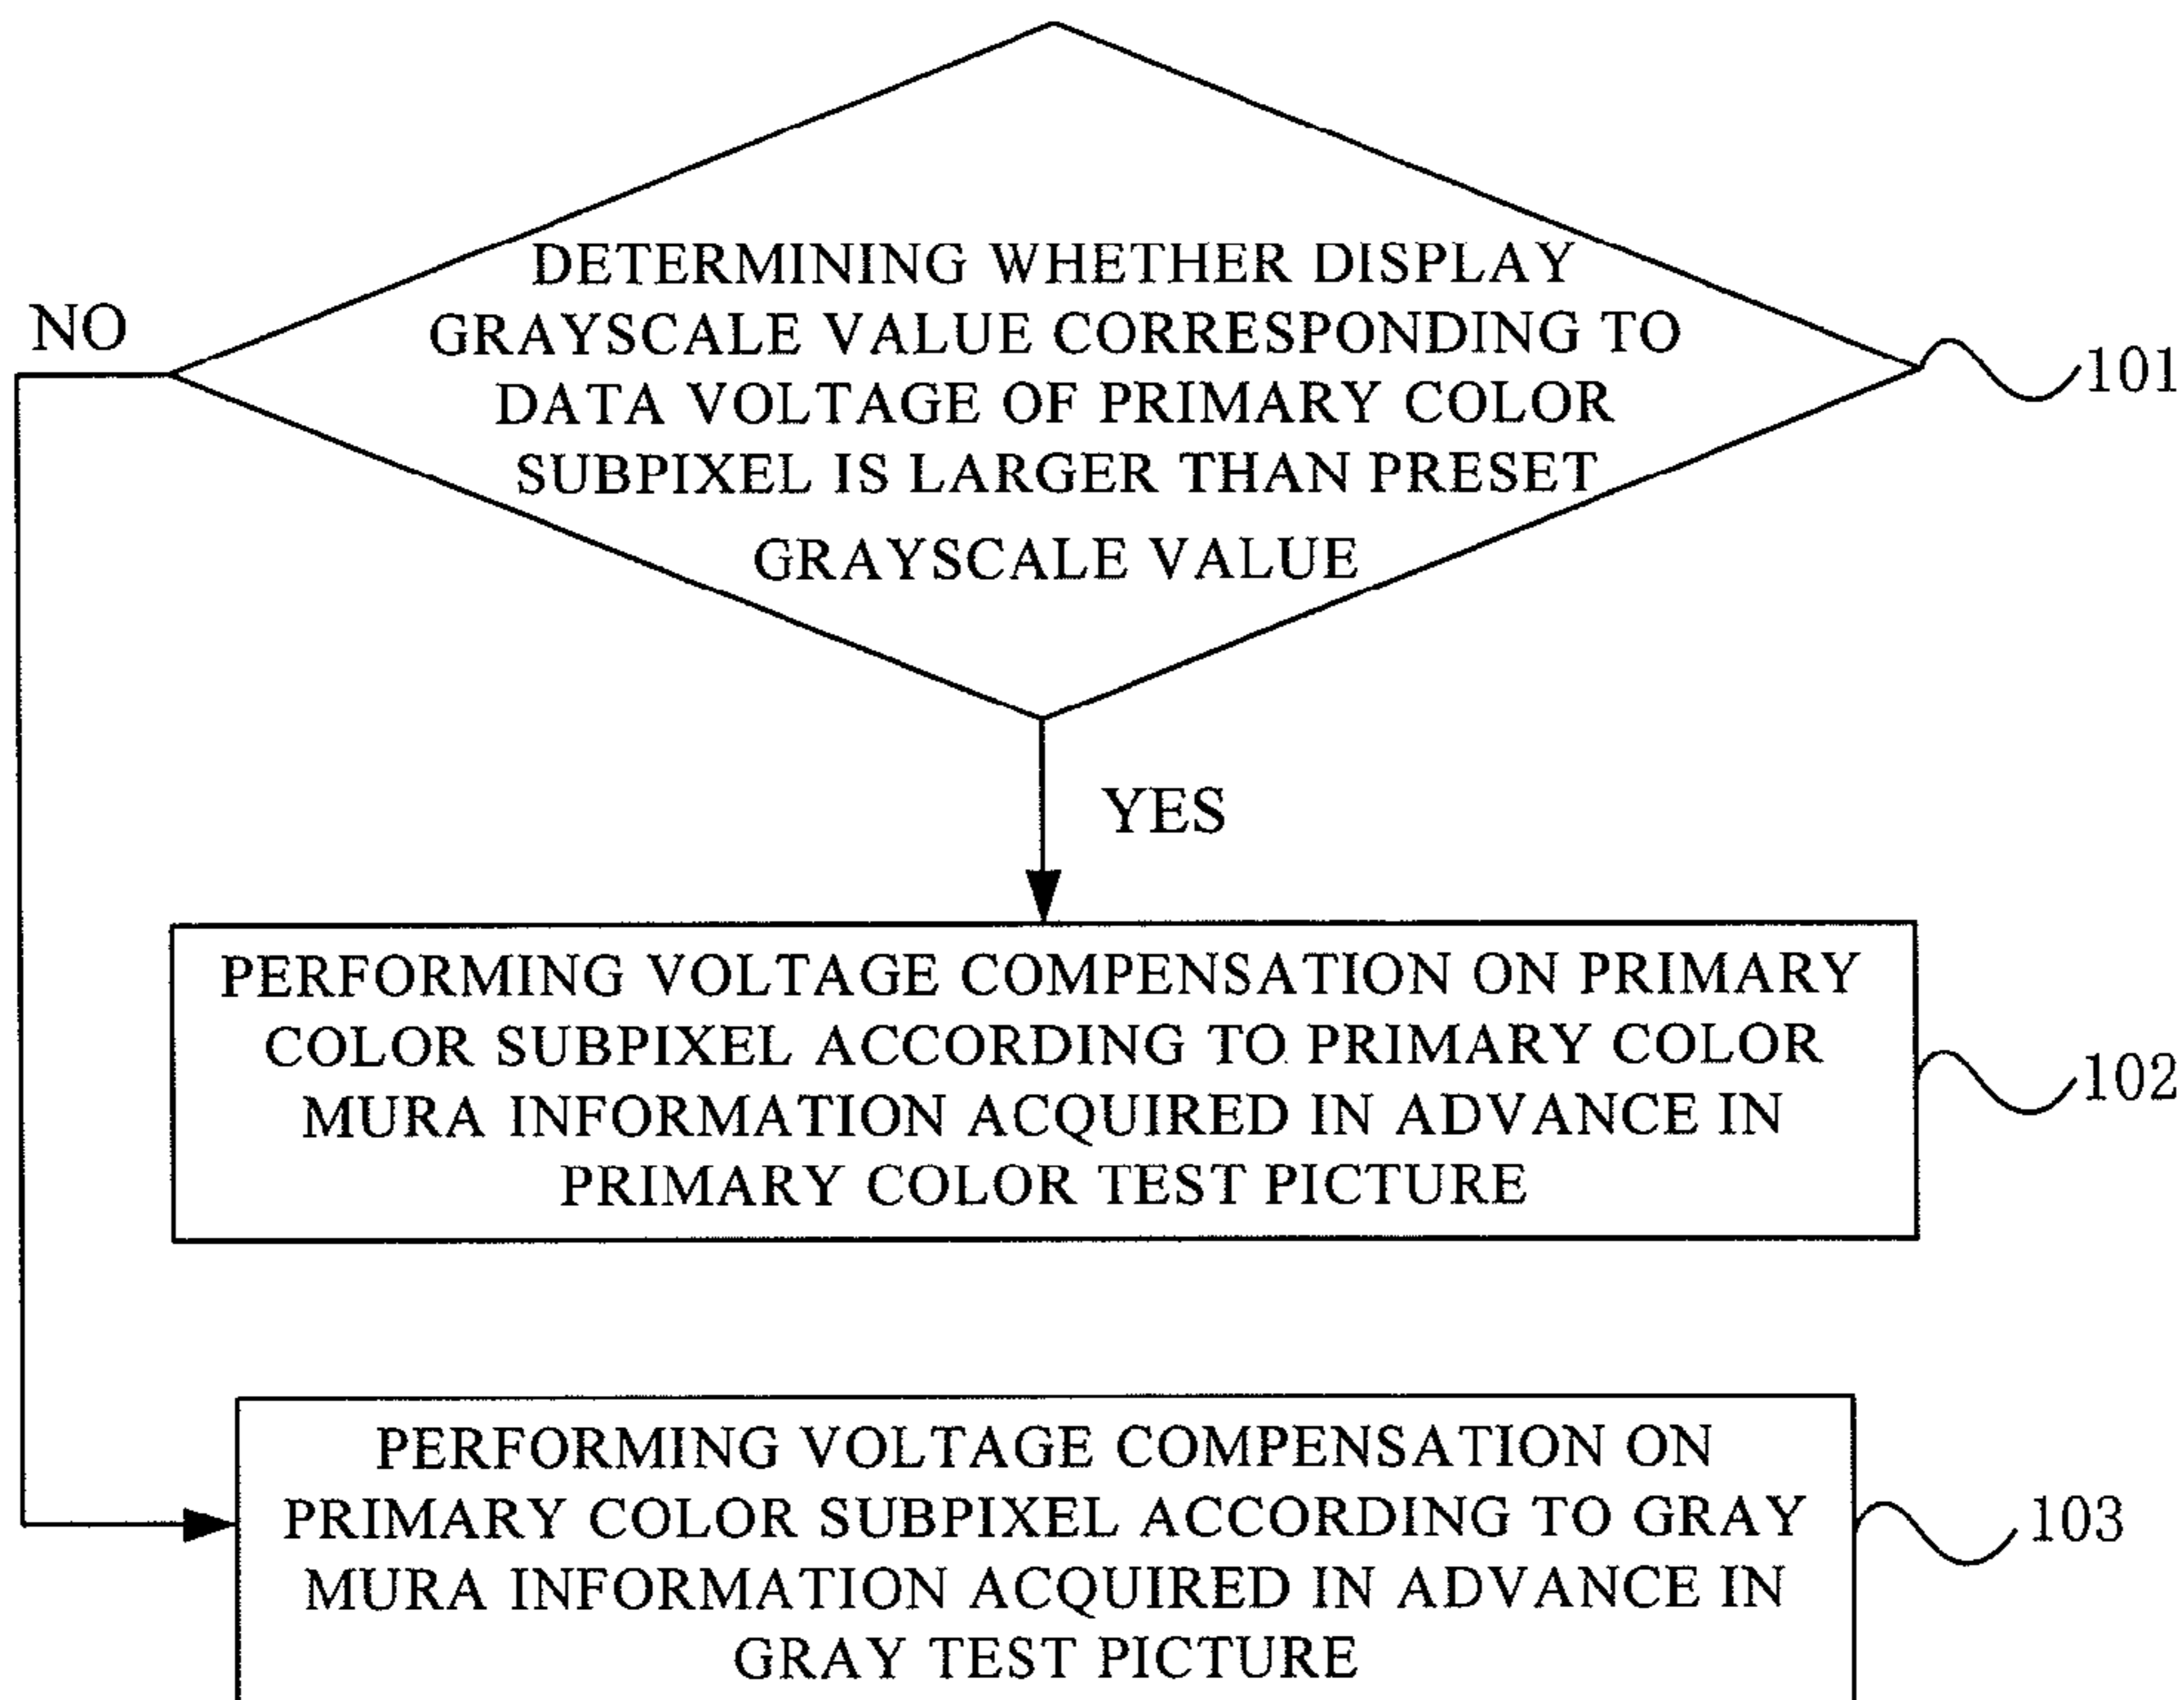 DETERMINING WHETHER DISPLAY
GRAYSCALE VALUE CORRESPONDING TO
DATA VOLTAGE OF PRIMARY COLOR
SUBPIXEL IS LARGER THAN PRESET
GRAYSCALE VALUE
NO
101
YES
PERFORMING VOLTAGE COMPENSATION ON PRIMARY
COLOR SUBPIXEL ACCORDING TO PRIMARY COLOR
MURA INFORMATION ACQUIRED IN ADVANCE IN
PRIMARY COLOR TEST PICTURE
102
PERFORMING VOLTAGE COMPENSATION ON
PRIMARY COLOR SUBPIXEL ACCORDING TO GRAY
MURA INFORMATION ACQUIRED IN ADVANCE IN
GRAY TEST PICTURE
103